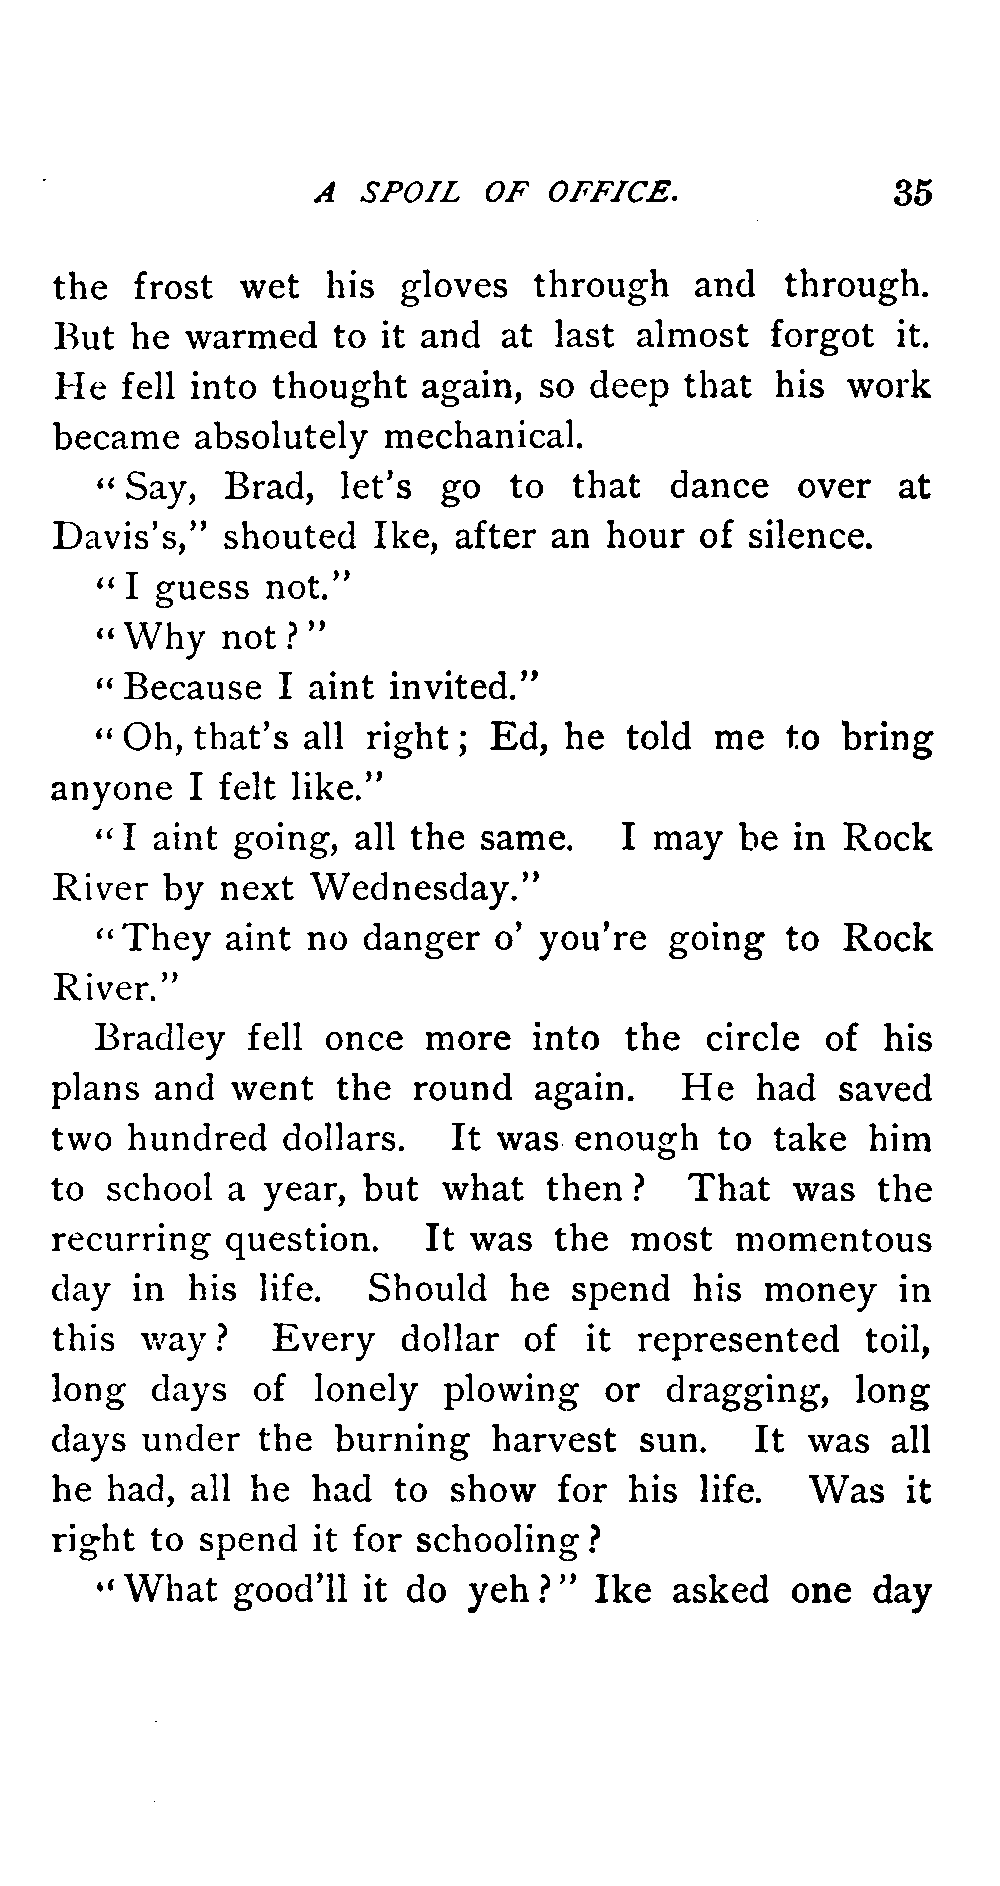 A SPOIL OF OFFICE. 35
the frost wet his gloves through and through.
But he warmed to it and at last almost forgot it.
He fell into thought again, so deep that his work
became absolutely mechanical.
"Say, Brad, let's go to that dance over at
Davis's," shouted Ike, after an hour of silence.
"I guess not."
"Why not?"
"Because I aint invited."
"Oh, that's all right; Ed, he told me to bring
anyone I felt like."
"I aint going, all the same. I may be in Rock
River by next Wednesday."
"They aint no danger o' you're going to Rock
River."
Bradley fell once more into the circle of his
plans and went the round again. He had saved
two hundred dollars. It was enough to take him
to school a year, but what then? That was the
recurring question. It was the most momentous
day in his life. Should he spend his money in
this way? Every dollar of it represented toil,
long days of lonely plowing or dragging, long
days under the burning harvest sun. It was all
he had, all he had to show for his life. Was it
right to spend it for schooling?
"What good'll it do yeh?" Ike asked one day